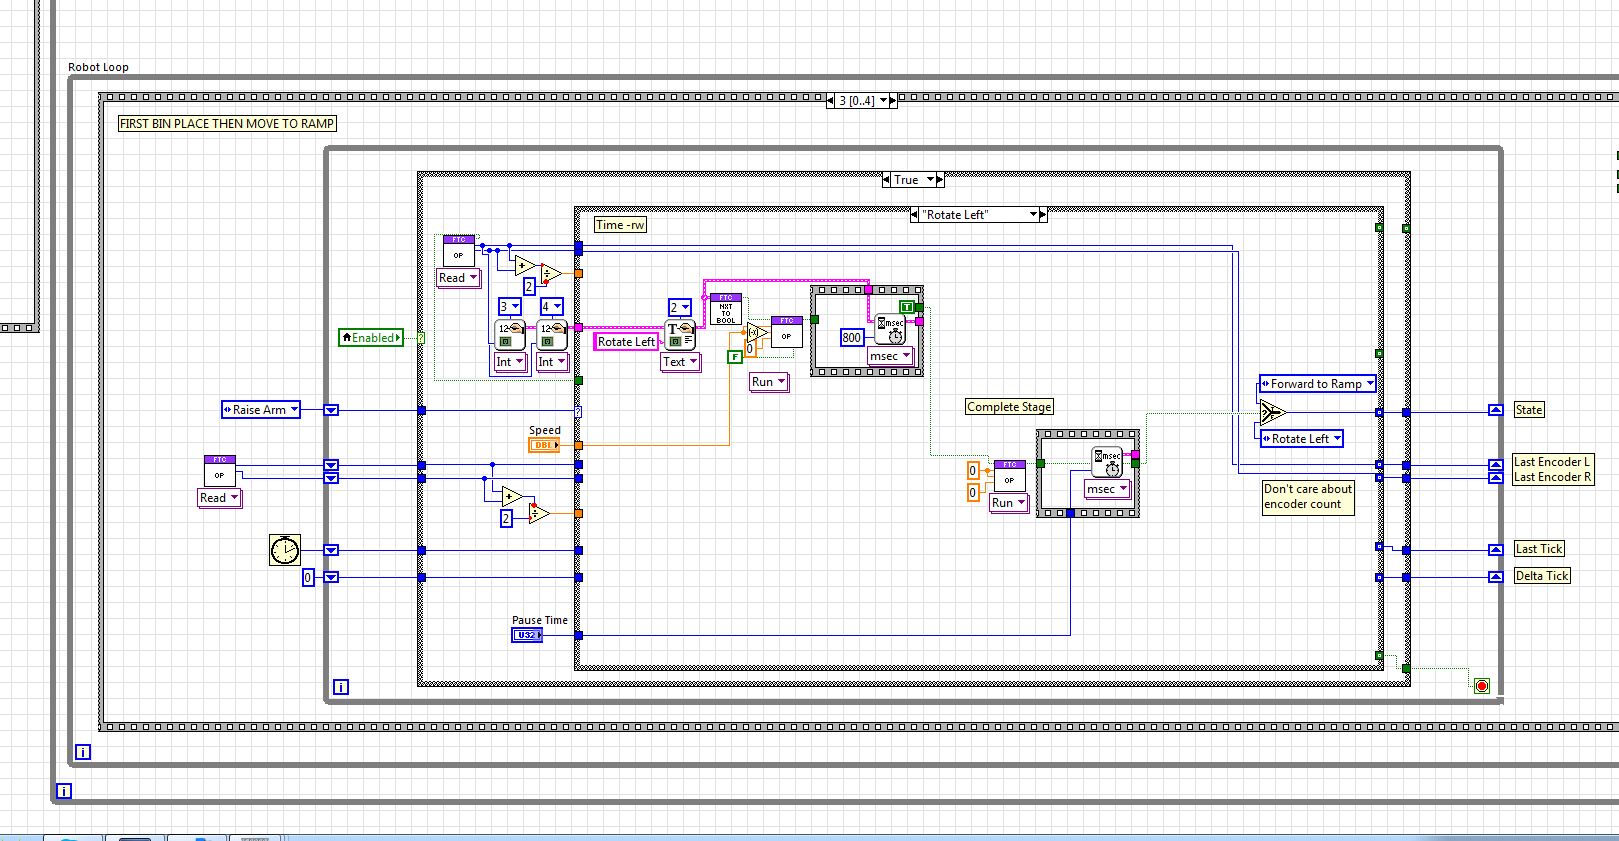 Robot Loop
3 [0..4]
FIRST BIN PLACE THEN MOVE TO RAMP
True
"Rotate Left"
Time -rw
FTC
OP
Read
+
÷
2
3
4
12
12
Int
Int
Enabled
?
Rotate Left
2
T
Text
FTC
NXT
TO
BOOL
F
0
FTC
OP
Run
T
800
msec
msec
Raise Arm
?
Speed
DBL
Complete Stage
Forward to Ramp
?
Rotate Left
State
FTC
OP
Read
+
÷
2
0
0
FTC
OP
Run
msec
msec
Don't care about
encoder count
Last Encoder L
Last Encoder R
0
Last Tick
Delta Tick
Pause Time
U32
i
i
i